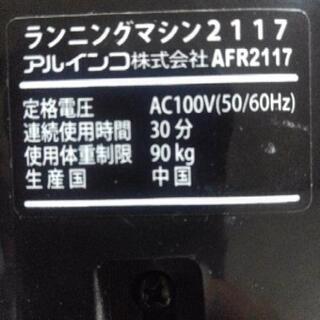 ランニングマシン2117
アルインコ株式会社 AFR2117
定格電圧 AC100V(50/60Hz)
連続使用時間 30分
使用体重制限 90kg
生産国 中国